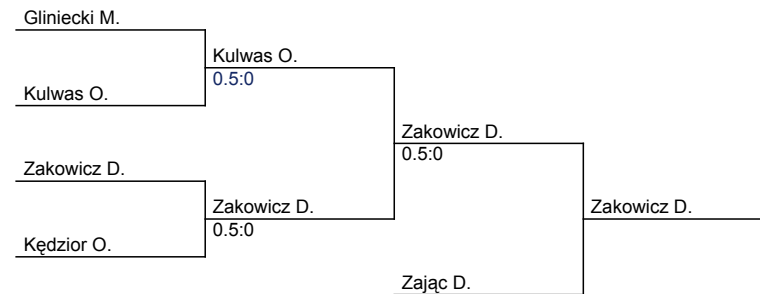 Gliniecki M.
Kulwas O.
0.5:0
Kulwas O.
Zakowicz D.
0.5:0
Zakowicz D.
Zakowicz D.
0.5:0
Zakowicz D.
Kędzior O.
Zając D.